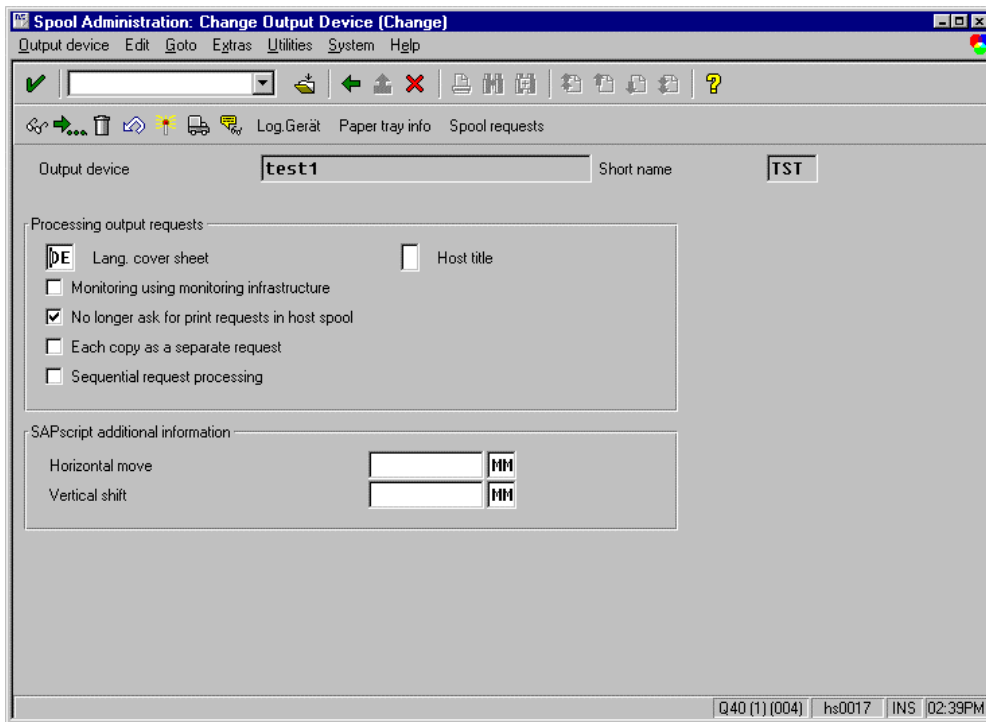 Spool Administration: Change Output Device (Change)
Output device Edit Goto Extras Utilities System Help
Log.Gerät Paper tray info Spool requests
Output device test1 Short name TST
Processing output requests
DE Lang. cover sheet Host title
Monitoring using monitoring infrastructure
No longer ask for print requests in host spool
Each copy as a separate request
Sequential request processing
SAPscript additional information
Horizontal move MM
Vertical shift MM
Q40 (1) (004) hs0017 INS 02:39PM